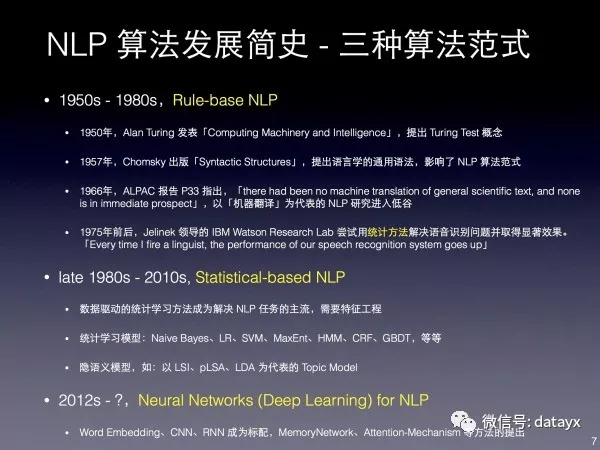 NLP 算法发展简史 - 三种算法范式
• 1950s - 1980s，Rule-base NLP
• 1950年，Alan Turing 发表「Computing Machinery and Intelligence」，提出 Turing Test 概念
• 1957年，Chomsky 出版「Syntactic Structures」，提出语言学的通用语法，影响了 NLP 算法范式
• 1966年，ALPAC 报告 P33 指出，「there had been no machine translation of general scientific text, and none
is in immediate prospect」，以「机器翻译」为代表的 NLP 研究进入低谷
• 1975年前后，Jelinek 领导的 IBM Watson Research Lab 尝试用统计方法解决语音识别问题并取得显著效果。
「Every time I fire a linguist, the performance of our speech recognition system goes up」
• late 1980s - 2010s, Statistical-based NLP
• 数据驱动的统计学习方法成为解决 NLP 任务的主流，需要特征工程
• 统计学习模型：Naive Bayes、LR、SVM、MaxEnt、HMM、CRF、GBDT，等等
• 隐语义模型，如：以 LSI、pLSA、LDA 为代表的 Topic Model
• 2012s - ?，Neural Networks (Deep Learning) for NLP
• Word Embedding、CNN、RNN 成为标配，MemoryNetwork、Attention-Mechanism 等方法的提出
微信号: datayx
7